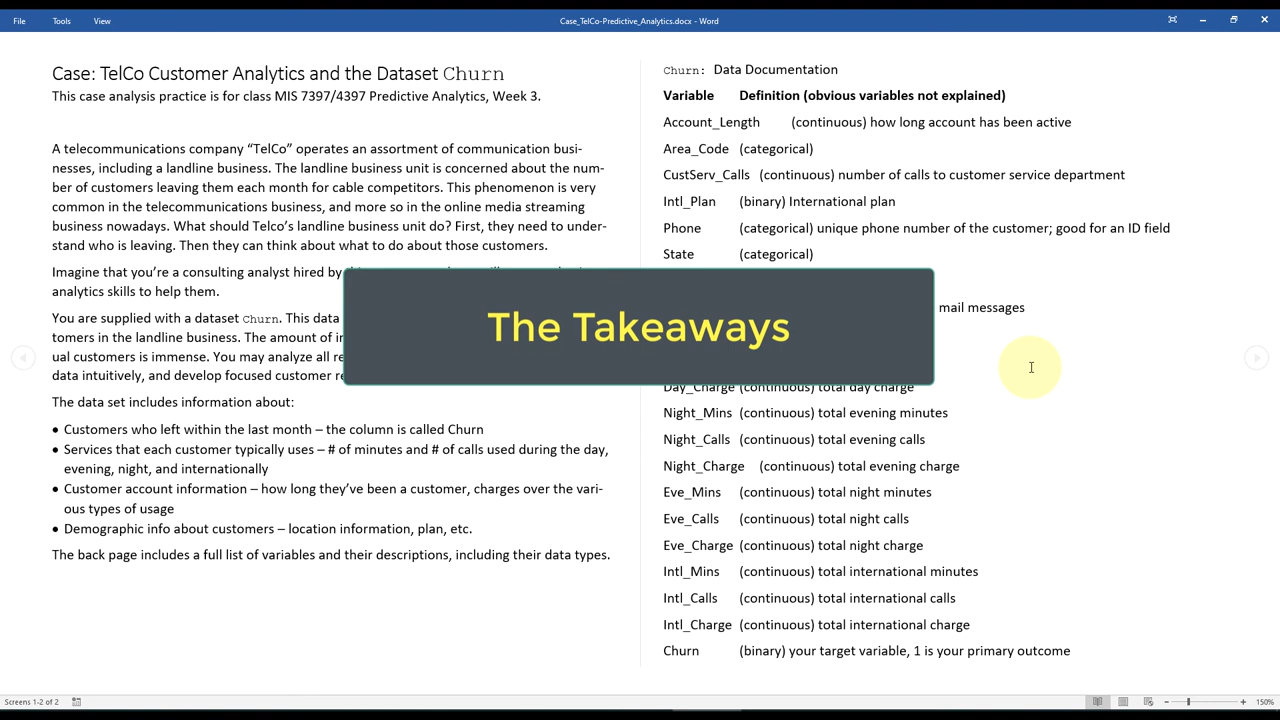 File Tools View
Case_TelCo-Predictive_Analytics.docx - Word
Case: TelCo Customer Analytics and the Dataset Churn
This case analysis practice is for class MIS 7397/4397 Predictive Analytics, Week 3.
A telecommunications company “TelCo” operates an assortment of communication busi-
nesses, including a landline business. The landline business unit is concerned about the num-
ber of customers leaving them each month for cable competitors. This phenomenon is very
common in the telecommunications business, and more so in the online media streaming
business nowadays. What should Telco’s landline business unit do? First, they need to under-
stand who is leaving. Then they can think about what to do about those customers.
Imagine that you’re a consulting analyst hired by
analytics skills to help them.
You are supplied with a dataset Churn. This data
tomers in the landline business. The amount of
ual customers is immense. You may analyze all
data intuitively, and develop focused customer
The data set includes information about:
• Customers who left within the last month – the column is called Churn
• Services that each customer typically uses – # of minutes and # of calls used during the day,
evening, night, and internationally
• Customer account information – how long they’ve been a customer, charges over the vari-
ous types of usage
• Demographic info about customers – location information, plan, etc.
The back page includes a full list of variables and their descriptions, including their data types.
The Takeaways
Churn: Data Documentation
Variable Definition (obvious variables not explained)
Account_Length (continuous) how long account has been active
Area_Code (categorical)
CustServ_Calls (continuous) number of calls to customer service department
Intl_Plan (binary) International plan
Phone (categorical) unique phone number of the customer; good for an ID field
State (categorical)
mail messages
Day_Charge (continuous) total day charge
Night_Mins (continuous) total evening minutes
Night_Calls (continuous) total evening calls
Night_Charge (continuous) total evening charge
Eve_Mins (continuous) total night minutes
Eve_Calls (continuous) total night calls
Eve_Charge (continuous) total night charge
Intl_Mins (continuous) total international minutes
Intl_Calls (continuous) total international calls
Intl_Charge (continuous) total international charge
Churn (binary) your target variable, 1 is your primary outcome
Screens 1-2 of 2
150%